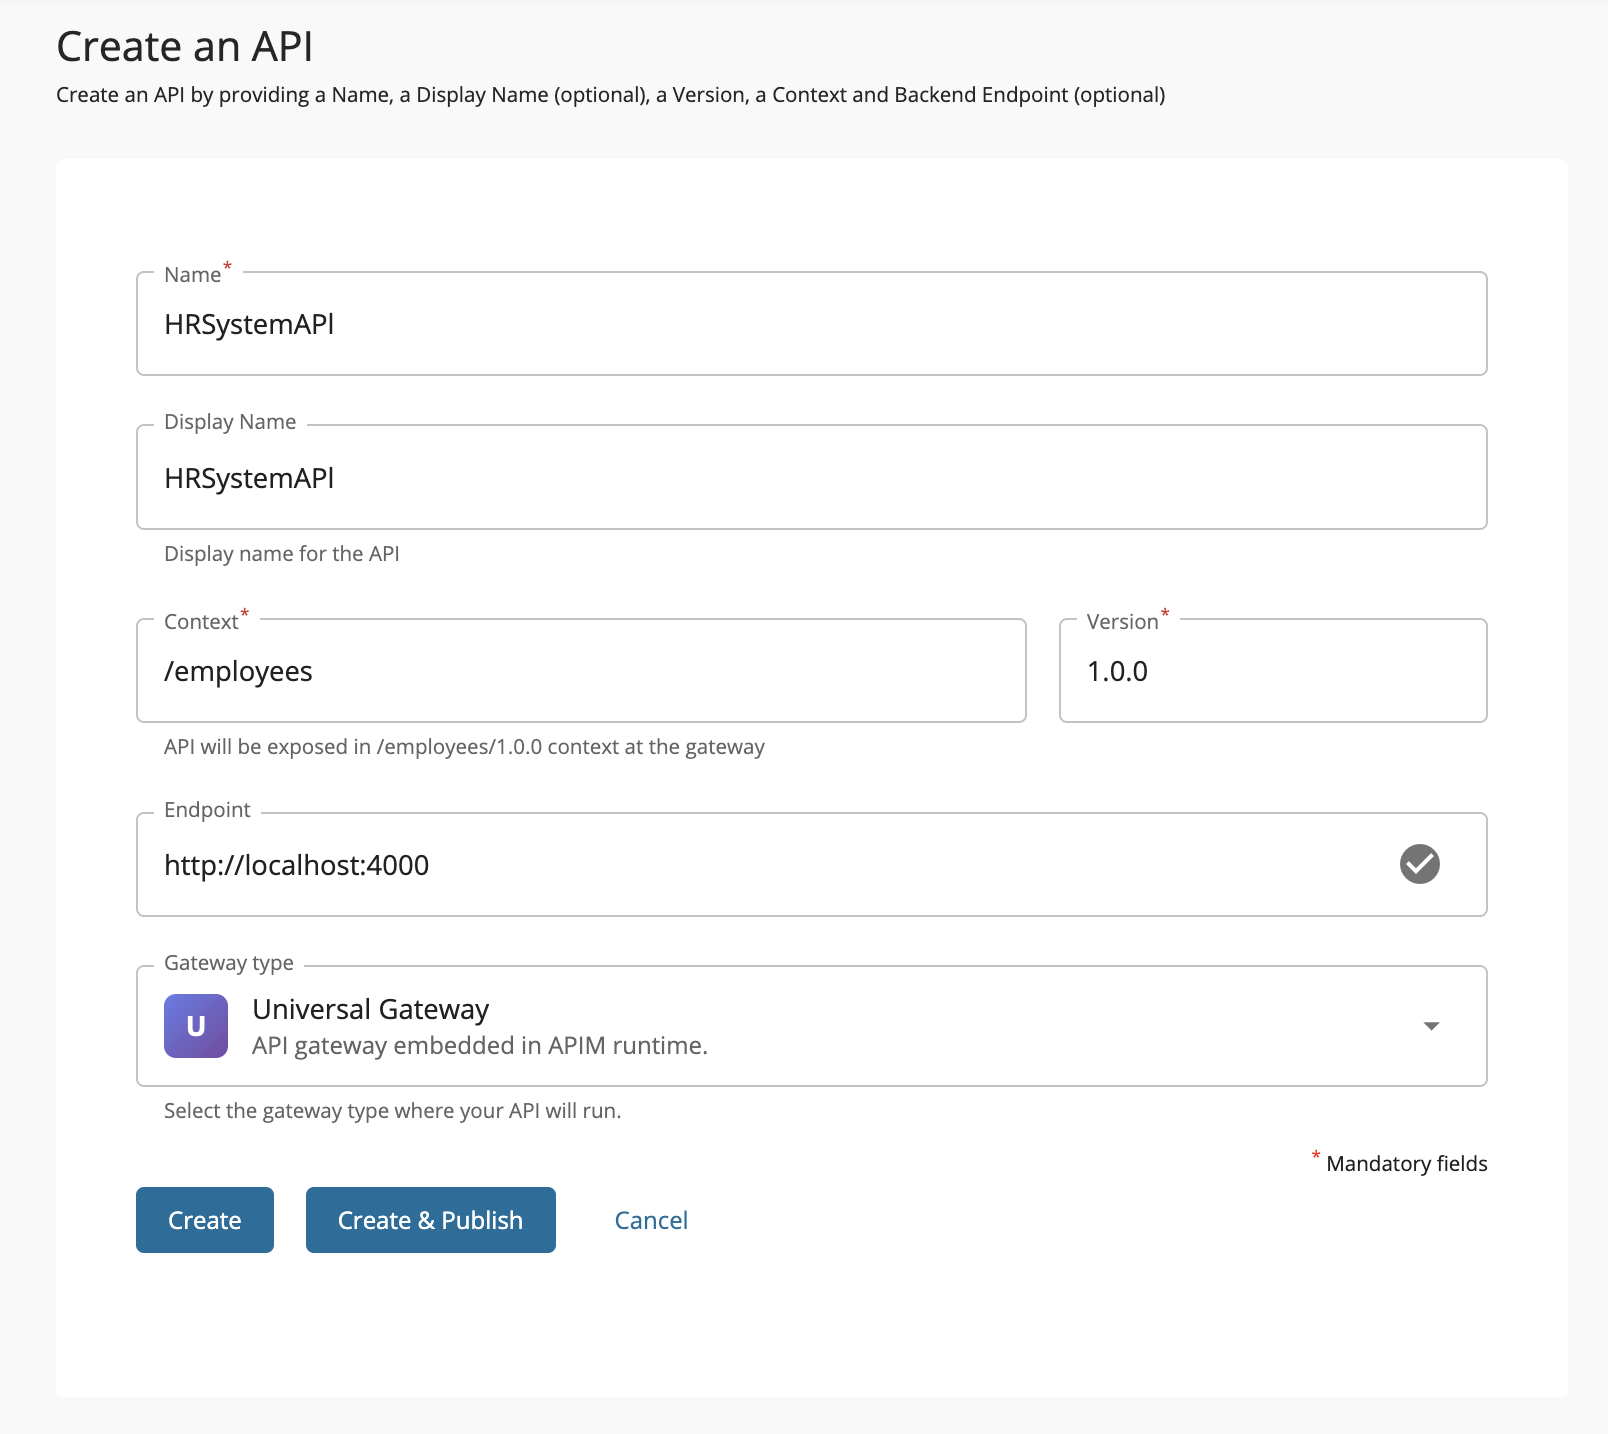 Create an API
Create an API by providing a Name, a Display Name (optional), a Version, a Context and Backend Endpoint (optional)
Name*
HRSystemAPl
Display Name
HRSystemAPl
Display name for the API
Context*
/employees
Version*
1.0.0
API will be exposed in /employees/1.0.0 context at the gateway
Endpoint
http://localhost:4000
Gateway type
U
Universal Gateway
API gateway embedded in APIM runtime.
Select the gateway type where your API will run.
* Mandatory fields
Create
Create & Publish
Cancel